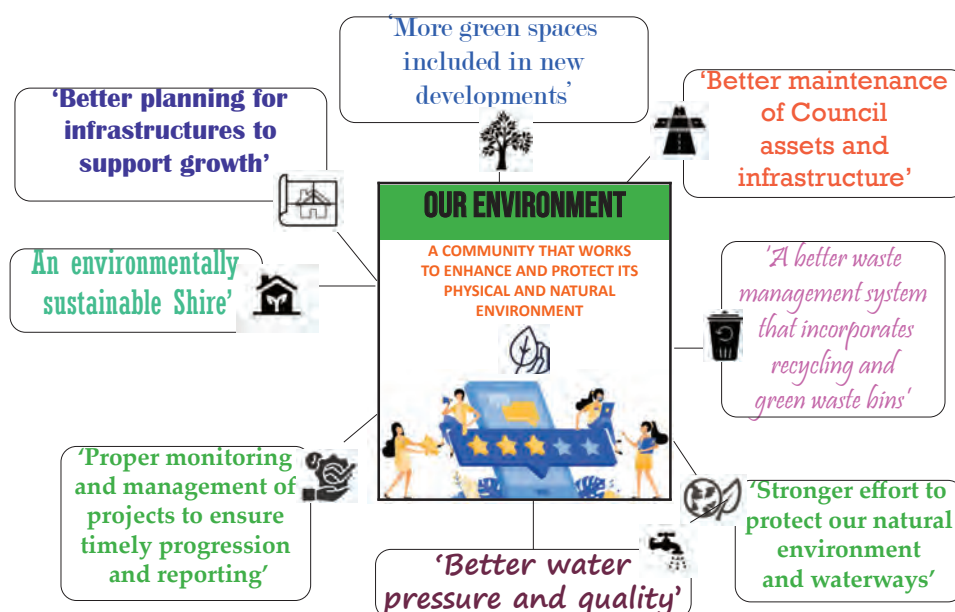 ‘More green spaces
included in new
developments’
‘Better planning for
infrastructures to
support growth’
‘Better maintenance
of Council
assets and
infrastructure’
OUR ENVIRONMENT
A COMMUNITY THAT WORKS
TO ENHANCE AND PROTECT ITS
PHYSICAL AND NATURAL
ENVIRONMENT
An environmentally
sustainable Shire’
‘A better waste
management system
that incorporates
recycling and
green waste bins‘
‘Proper monitoring
and management of
projects to ensure
timely progression
and reporting’
‘Better water
pressure and quality’
‘Stronger effort to
protect our natural
environment
and waterways’